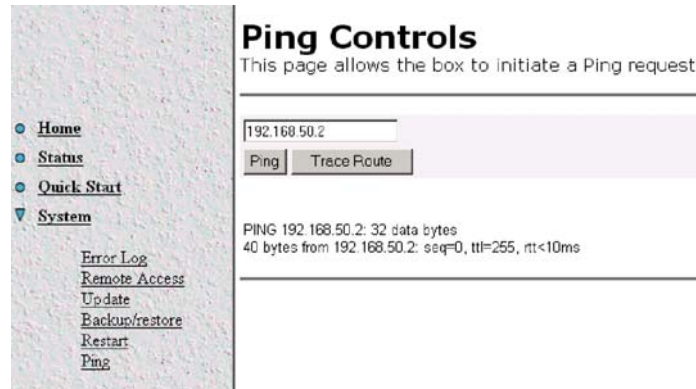 Ping Controls
This page allows the box to initiate a Ping request
Home
Status
Quick Start
System
Error Log
Remote Access
Update
Backup/restore
Restart
Ping
192.168.50.2
Ping
Trace Route
PING 192.168.50.2: 32 data bytes
40 bytes from 192.168.50.2: seq=0, ttl=255, rtt<10ms